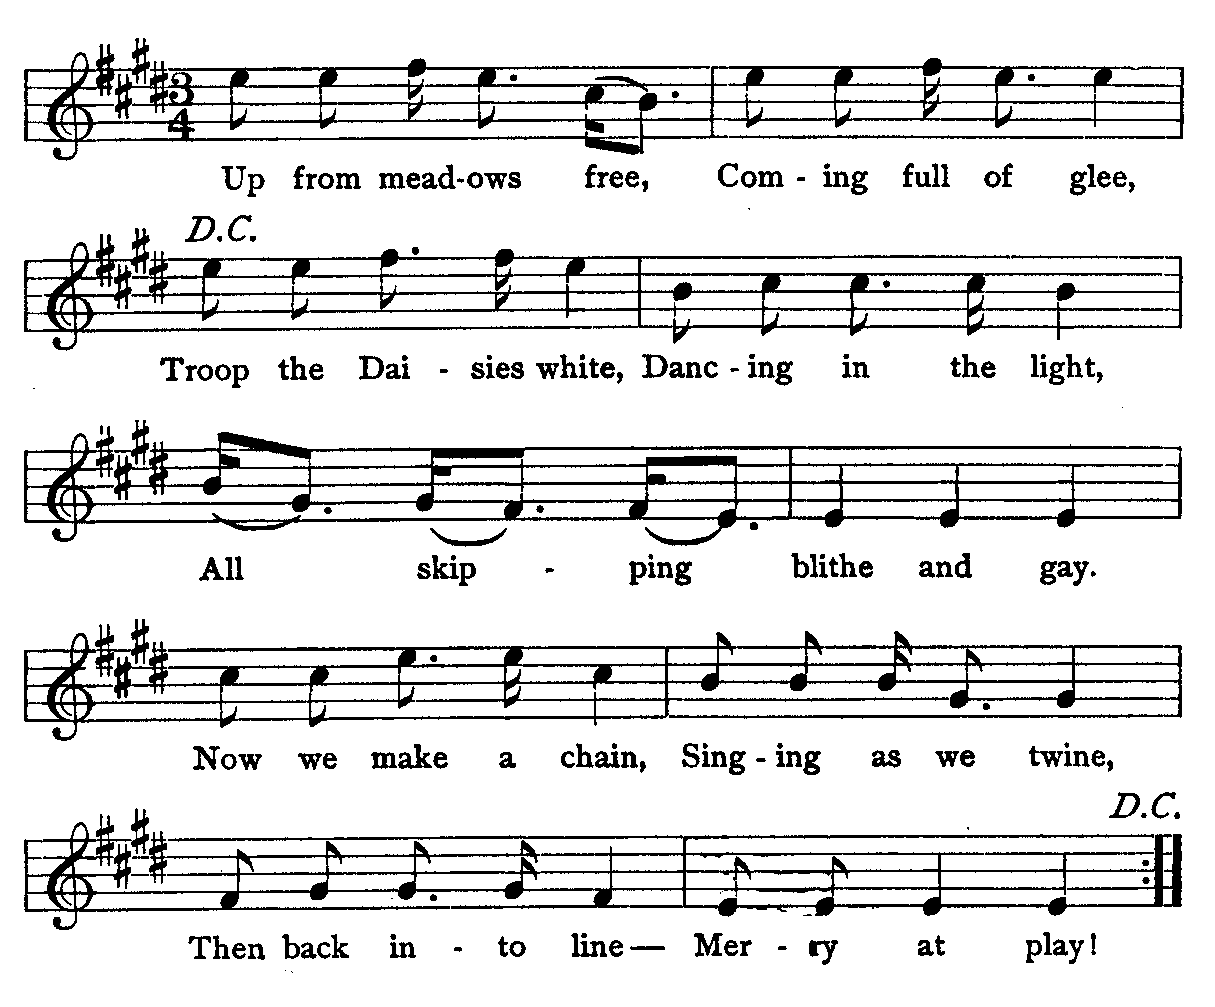 3
4
Up from mead-ows free, Com - ing full of glee,
D.C.
Troop the Dai - sies white, Danc - ing in the light,
All skip - ping blithe and gay.
Now we make a chain, Sing - ing as we twine,
D.C.
Then back in - to line— Mer - ry at play!